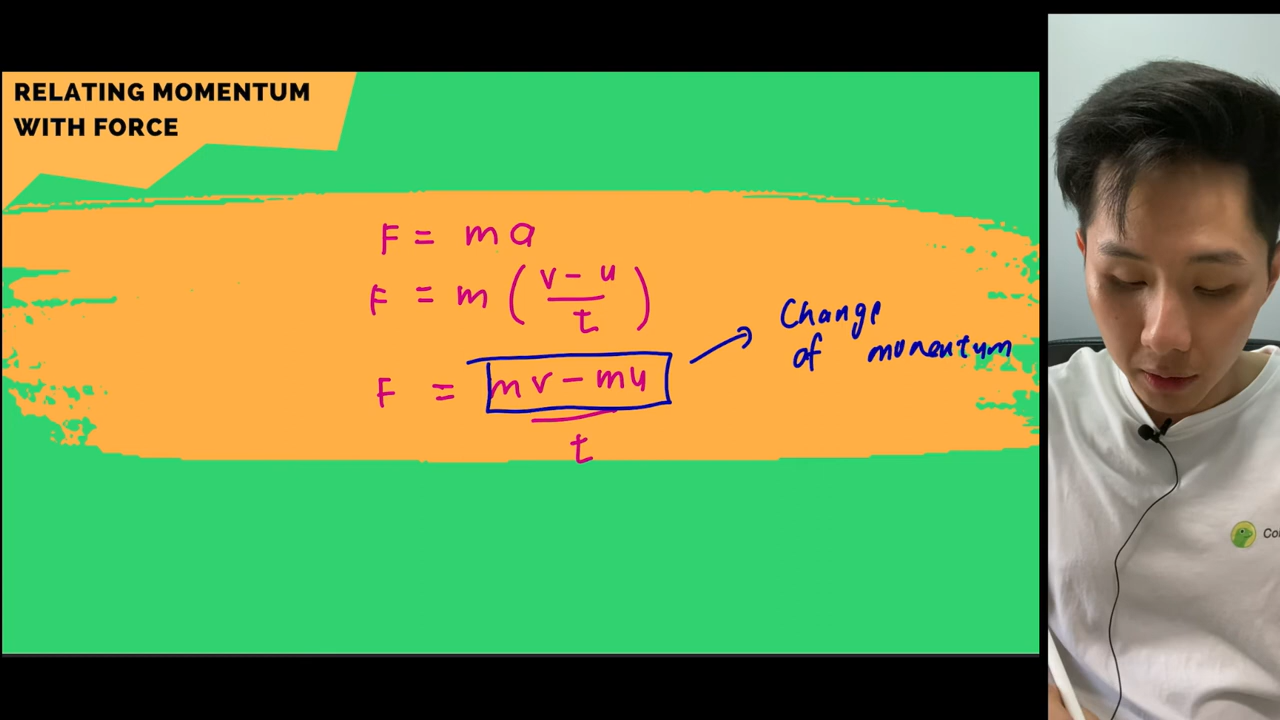 RELATING MOMENTUM
WITH FORCE
F = ma
F = m ( v - u / t )
F = mv - mu / t
Change
of momentum